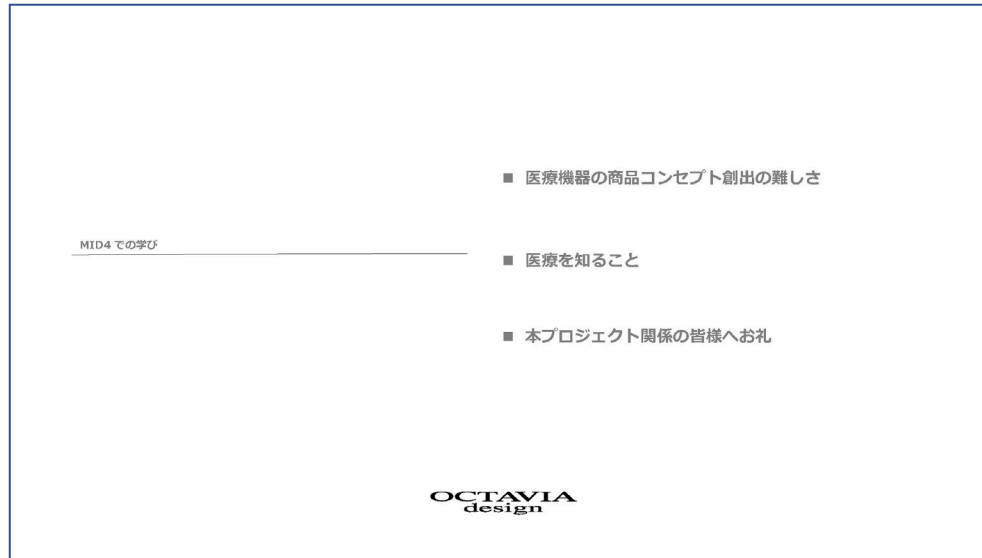 MID4 での学び
■ 医療機器の商品コンセプト創出の難しさ
■ 医療を知ること
■ 本プロジェクト関係の皆様へお礼
OCTAVIA
design